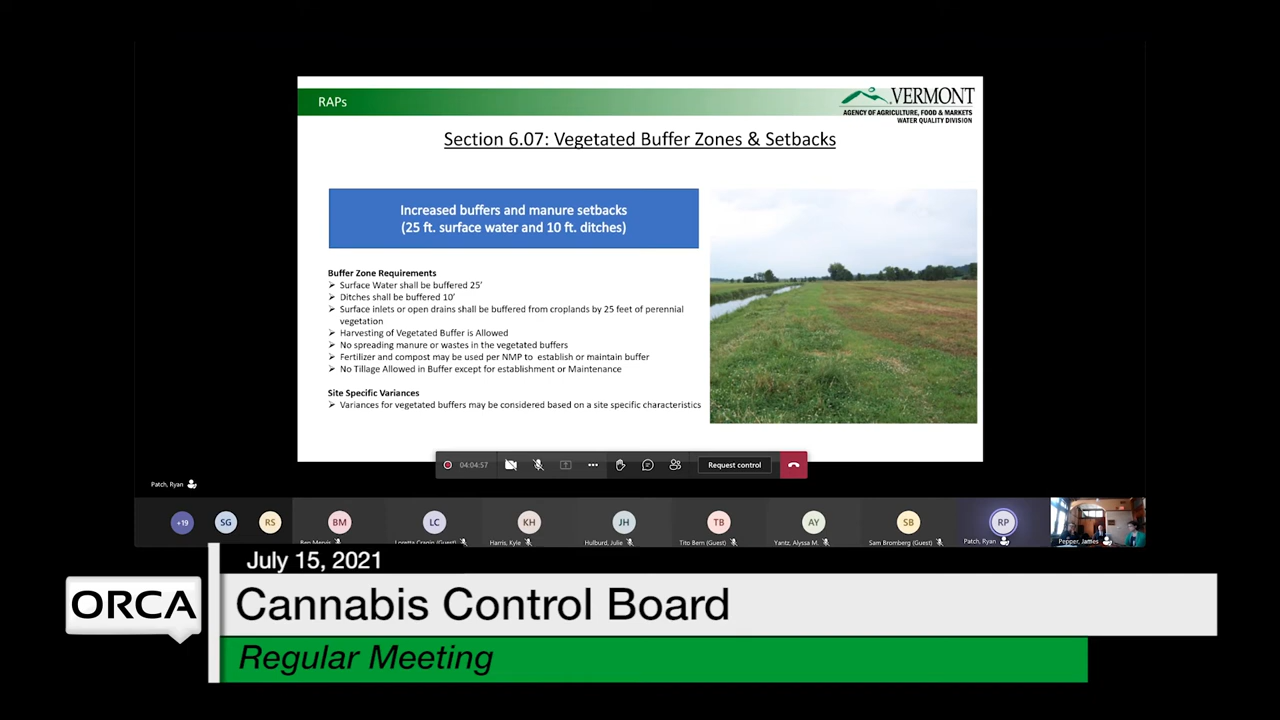 RAPs
VERMONT
AGENCY OF AGRICULTURE, FOOD & MARKETS
WATER QUALITY DIVISION
Section 6.07: Vegetated Buffer Zones & Setbacks
Increased buffers and manure setbacks
(25 ft. surface water and 10 ft. ditches)
Buffer Zone Requirements
➢ Surface Water shall be buffered 25'
➢ Ditches shall be buffered 10'
➢ Surface inlets or open drains shall be buffered from croplands by 25 feet of perennial
vegetation
➢ Harvesting of Vegetated Buffer is Allowed
➢ No spreading manure or wastes in the vegetated buffers
➢ Fertilizer and compost may be used per NMP to establish or maintain buffer
➢ No Tillage Allowed in Buffer except for establishment or Maintenance
Site Specific Variances
➢ Variances for vegetated buffers may be considered based on a site specific characteristics
04:04:57
Request control
Patch, Ryan
+19 SG RS BM LC KH JH TB AY SB RP
Ben Mervis Loretta Cragin (Guest) Harris, Kyle Hulburd, Julie Tito Bern (Guest) Yantz, Alyssa M. Sam Bromberg (Guest) Patch, Ryan Pepper, James
July 15, 2021
ORCA
Cannabis Control Board
Regular Meeting